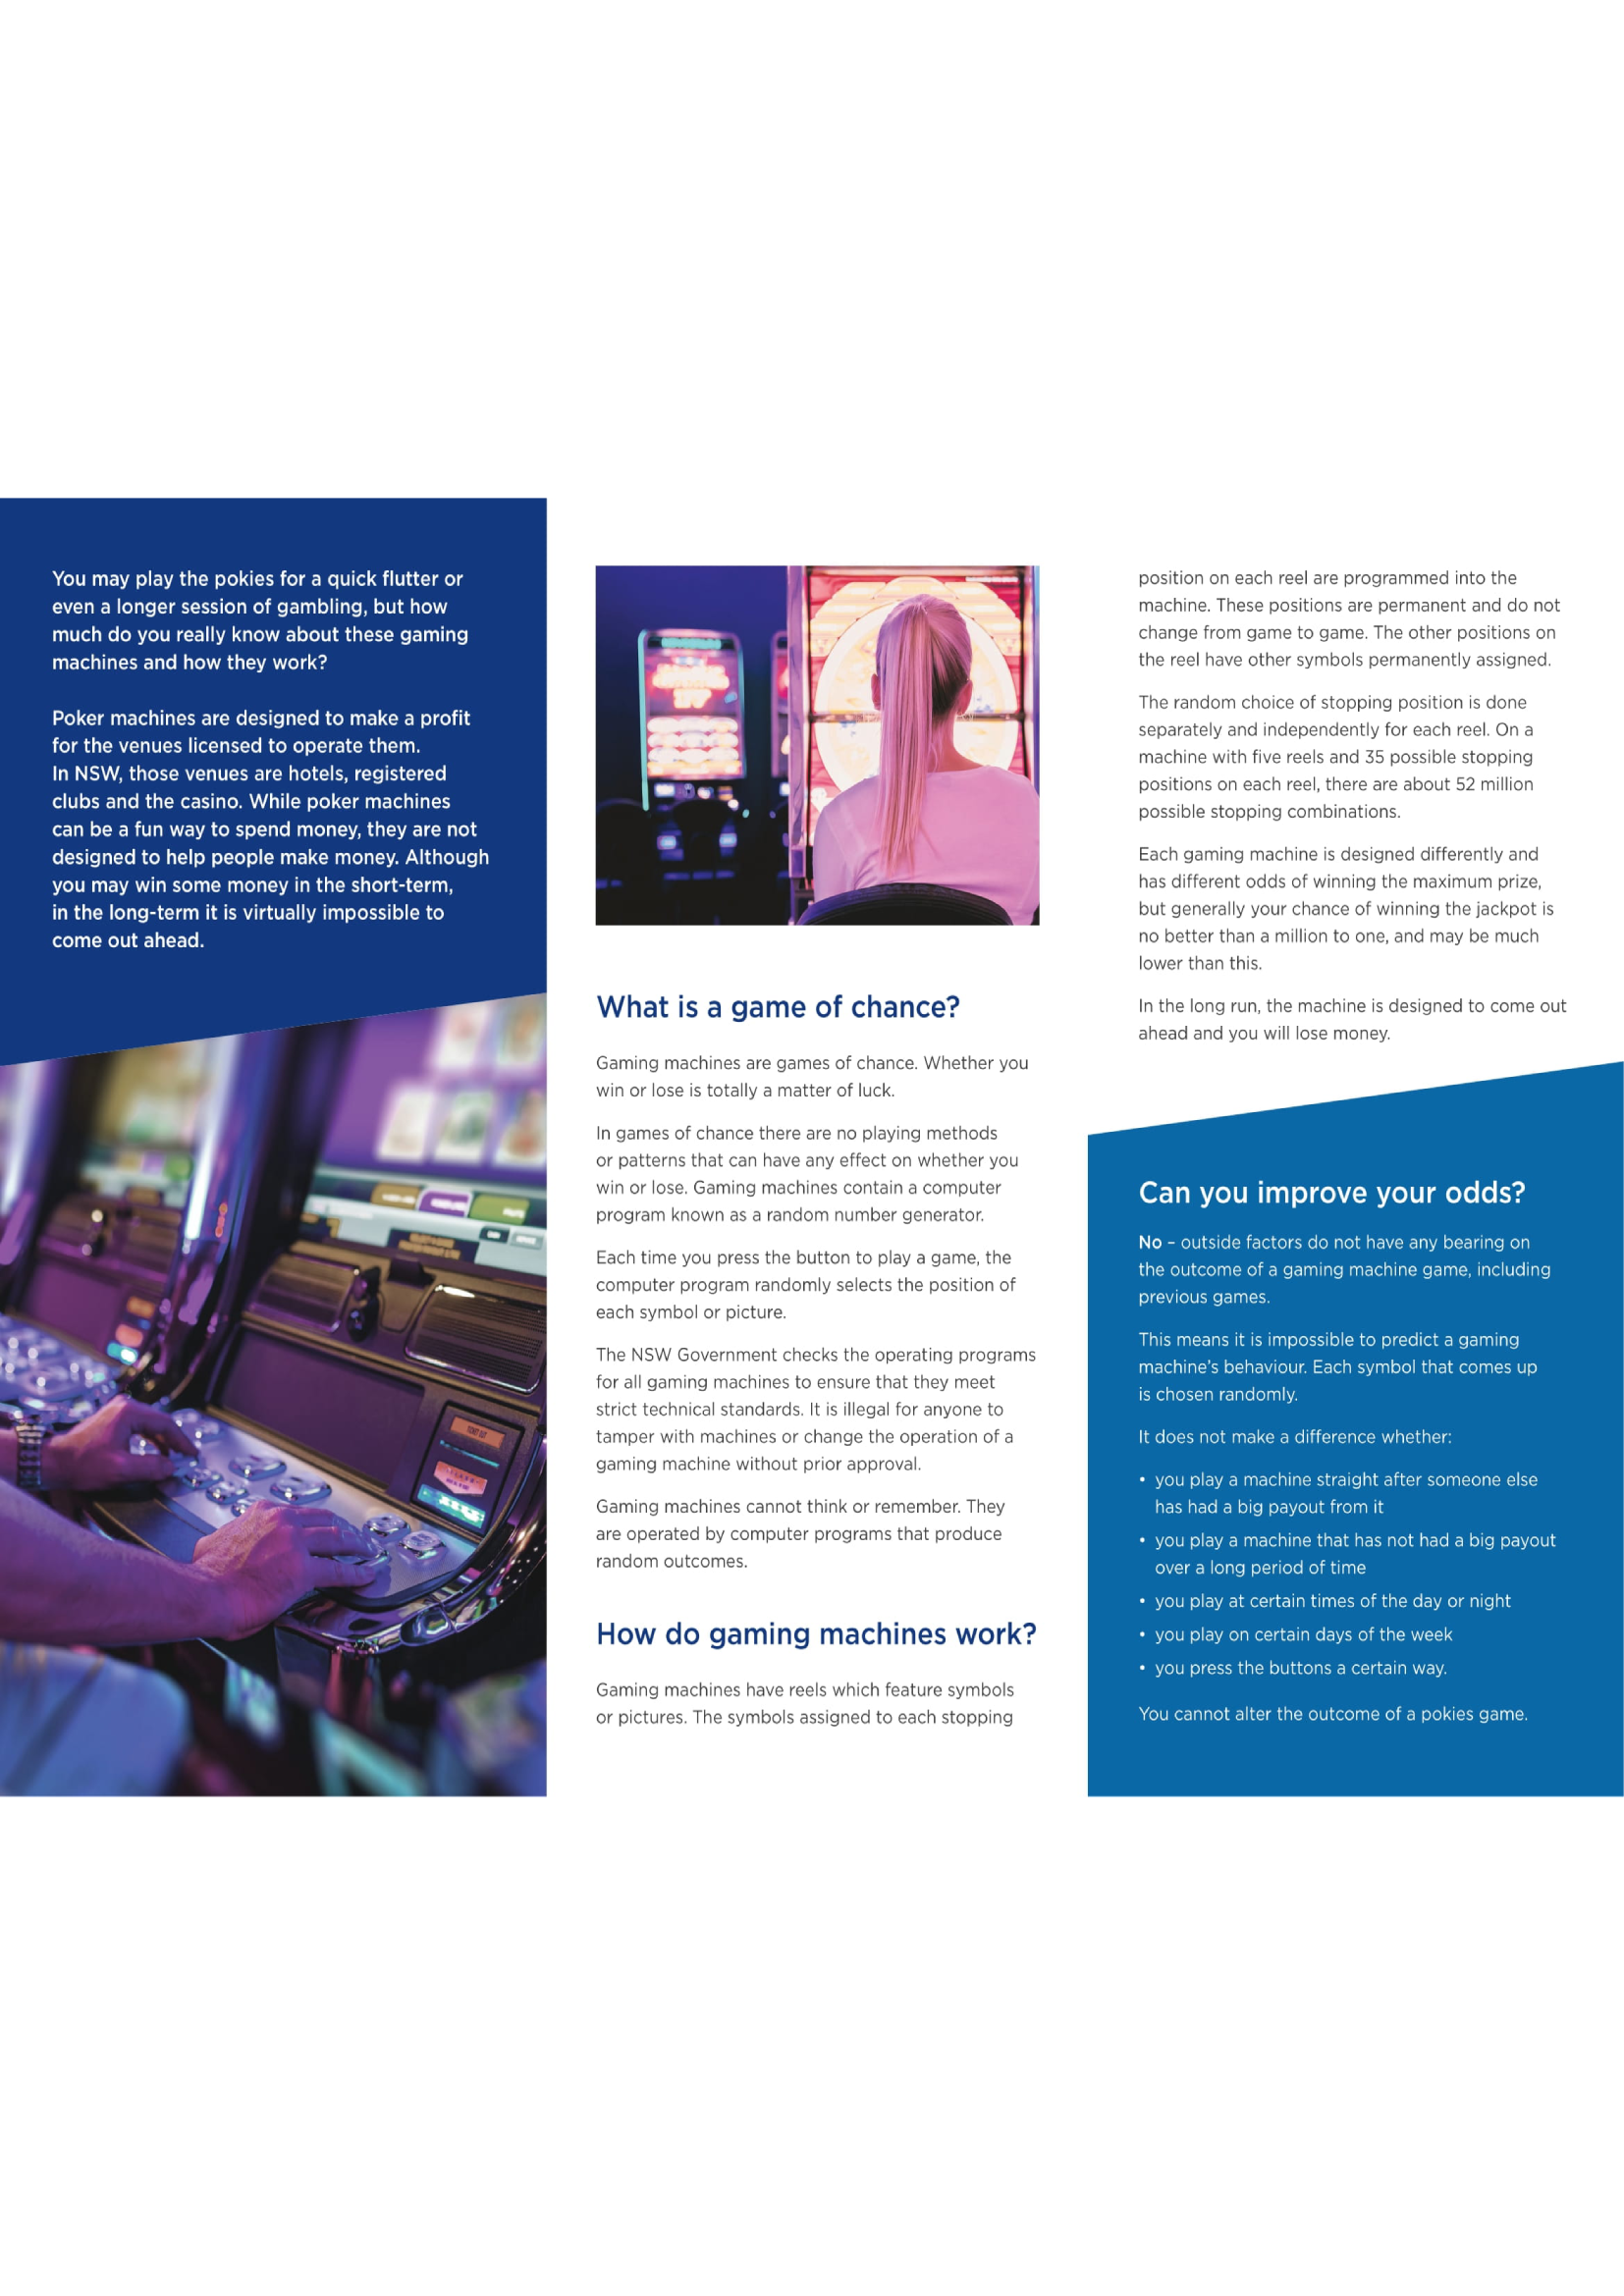 You may play the pokies for a quick flutter or
even a longer session of gambling, but how
much do you really know about these gaming
machines and how they work?
Poker machines are designed to make a profit
for the venues licensed to operate them.
In NSW, those venues are hotels, registered
clubs and the casino. While poker machines
can be a fun way to spend money, they are not
designed to help people make money. Although
you may win some money in the short-term,
in the long-term it is virtually impossible to
come out ahead.
What is a game of chance?
Gaming machines are games of chance. Whether you
win or lose is totally a matter of luck.
In games of chance there are no playing methods
or patterns that can have any effect on whether you
win or lose. Gaming machines contain a computer
program known as a random number generator.
Each time you press the button to play a game, the
computer program randomly selects the position of
each symbol or picture.
The NSW Government checks the operating programs
for all gaming machines to ensure that they meet
strict technical standards. It is illegal for anyone to
tamper with machines or change the operation of a
gaming machine without prior approval.
Gaming machines cannot think or remember. They
are operated by computer programs that produce
random outcomes.
How do gaming machines work?
Gaming machines have reels which feature symbols
or pictures. The symbols assigned to each stopping
position on each reel are programmed into the
machine. These positions are permanent and do not
change from game to game. The other positions on
the reel have other symbols permanently assigned.
The random choice of stopping position is done
separately and independently for each reel. On a
machine with five reels and 35 possible stopping
positions on each reel, there are about 52 million
possible stopping combinations.
Each gaming machine is designed differently and
has different odds of winning the maximum prize,
but generally your chance of winning the jackpot is
no better than a million to one, and may be much
lower than this.
In the long run, the machine is designed to come out
ahead and you will lose money.
Can you improve your odds?
No – outside factors do not have any bearing on
the outcome of a gaming machine game, including
previous games.
This means it is impossible to predict a gaming
machine's behaviour. Each symbol that comes up
is chosen randomly.
It does not make a difference whether:
• you play a machine straight after someone else
has had a big payout from it
• you play a machine that has not had a big payout
over a long period of time
• you play at certain times of the day or night
• you play on certain days of the week
• you press the buttons a certain way.
You cannot alter the outcome of a pokies game.